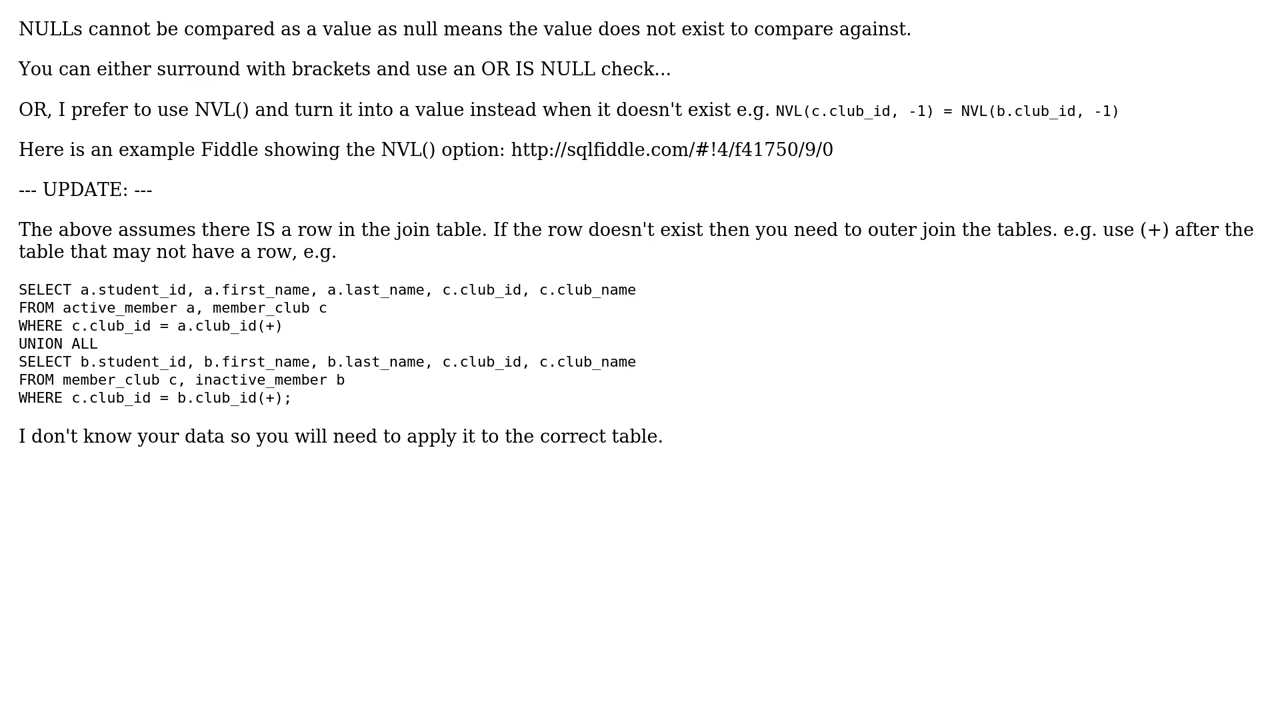 NULLs cannot be compared as a value as null means the value does not exist to compare against.
You can either surround with brackets and use an OR IS NULL check...
OR, I prefer to use NVL() and turn it into a value instead when it doesn't exist e.g. NVL(c.club_id, -1) = NVL(b.club_id, -1)
Here is an example Fiddle showing the NVL() option: http://sqlfiddle.com/#!4/f41750/9/0
--- UPDATE: ---
The above assumes there IS a row in the join table. If the row doesn't exist then you need to outer join the tables. e.g. use (+) after the
table that may not have a row, e.g.
SELECT a.student_id, a.first_name, a.last_name, c.club_id, c.club_name
FROM active_member a, member_club c
WHERE c.club_id = a.club_id(+)
UNION ALL
SELECT b.student_id, b.first_name, b.last_name, c.club_id, c.club_name
FROM member_club c, inactive_member b
WHERE c.club_id = b.club_id(+);
I don't know your data so you will need to apply it to the correct table.